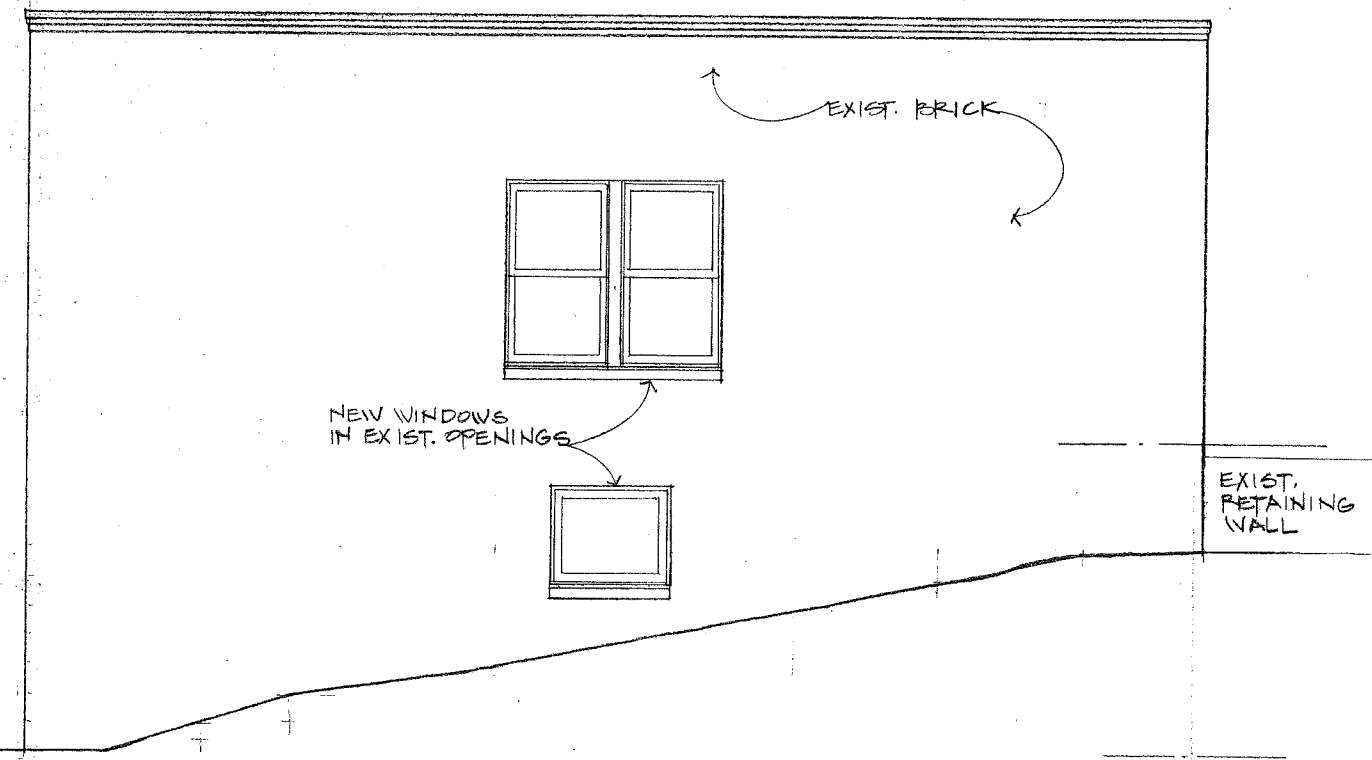 EXIST. BRICK
NEW WINDOWS
IN EXIST. OPENINGS
EXIST.
RETAINING
WALL